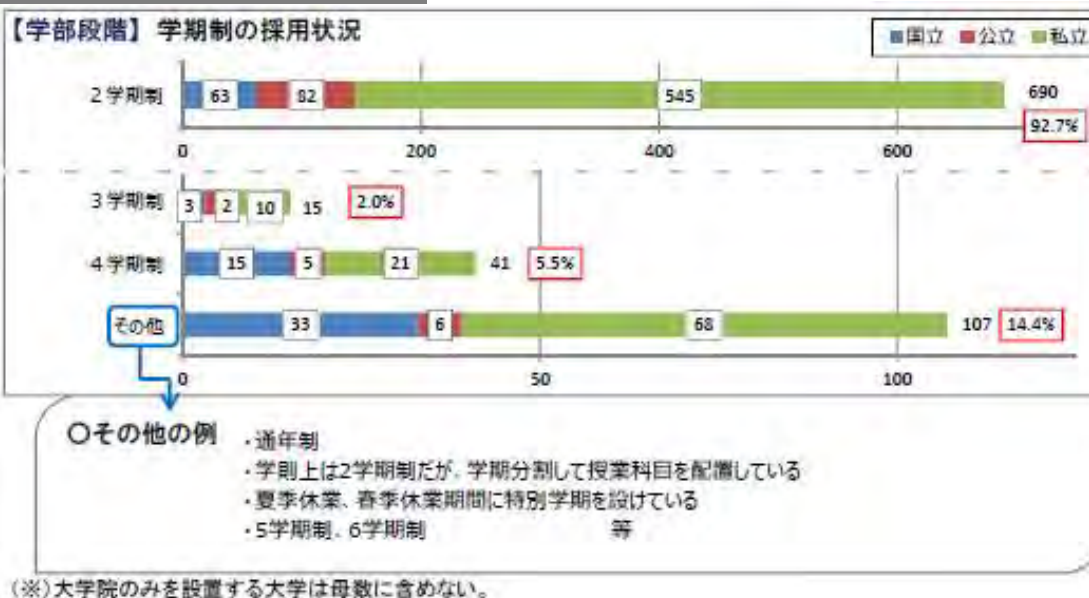 【学部段階】 学期制の採用状況
国立 公立 私立
2学期制 63 82 545 690
92.7%
0 200 400 600
3学期制 3 2 10 15 2.0%
4学期制 15 5 21 41 5.5%
その他 33 6 68 107 14.4%
0 50 100
〇その他の例 ・通年制
・学則上は2学期制だが、学期分割して授業科目を配置している
・夏季休業、春季休業期間に特別学期を設けている
・5学期制、6学期制 等
(※)大学院のみを設置する大学は母数に含めない。